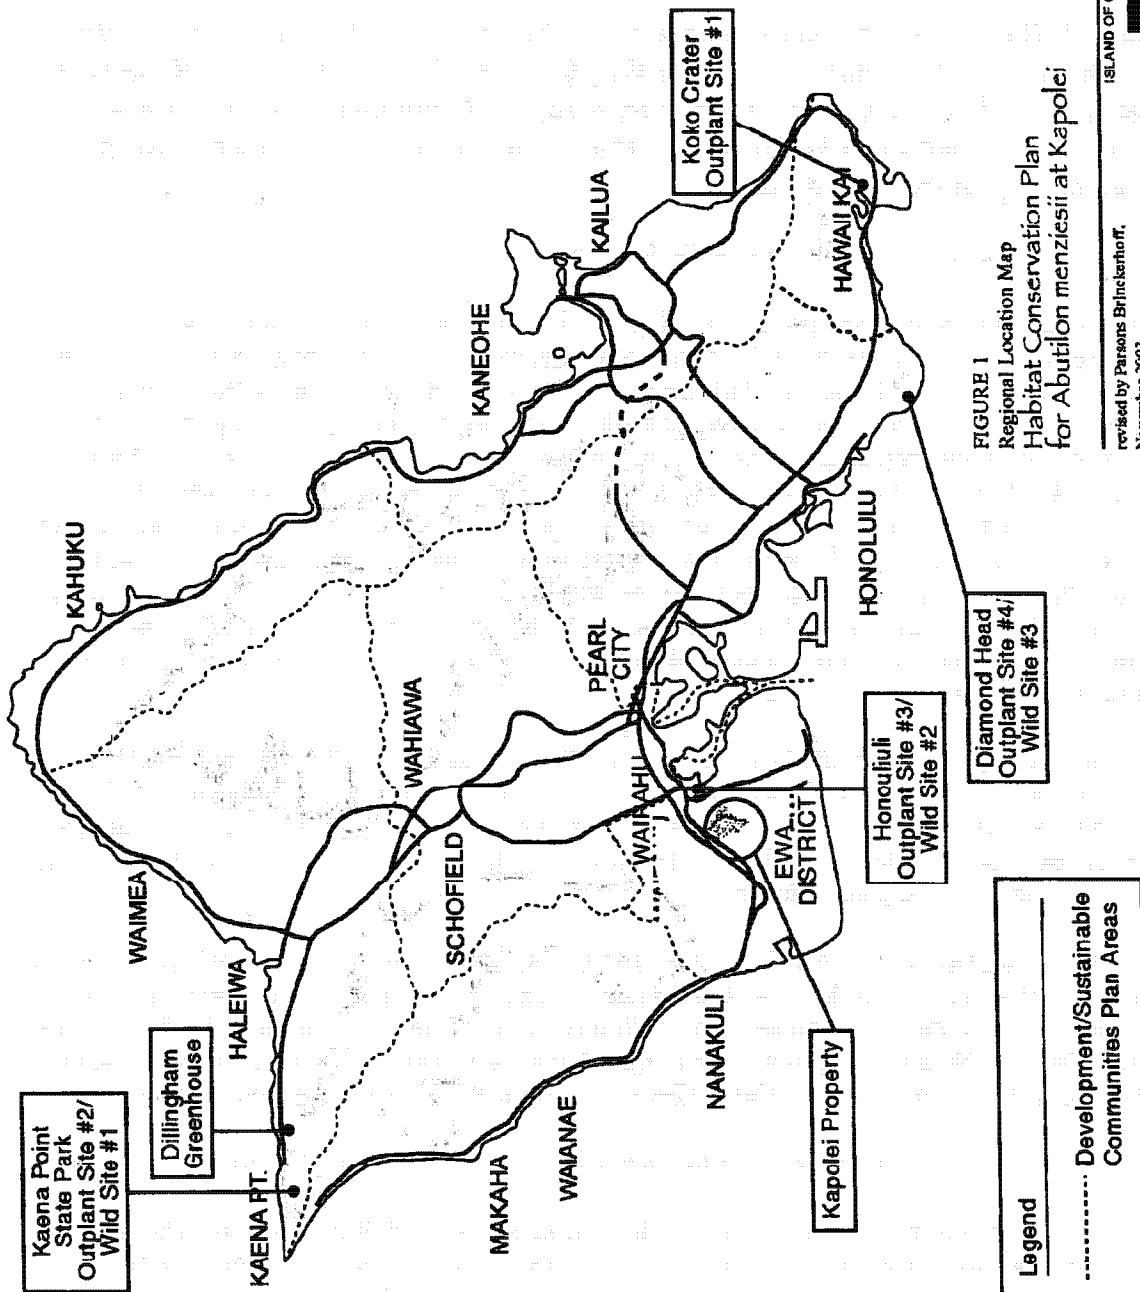 Kaena Point
State Park
Outplant Site #2/
Wild Site #1
Dillingham
Greenhouse
KAENA PT.
HALEIWA
WAIMEA
KAHUKU
MAKAHA
WAIANAE
SCHOFIELD
WAHIAWA
NANAKULI
Kapolei Property
EWA
DISTRICT
WAIPAHU
PEARL
CITY
Honouliuli
Outplant Site #3/
Wild Site #2
KANEOHE
KAILUA
HONOLULU
Diamond Head
Outplant Site #4/
Wild Site #3
HAWAII KAI
Koko Crater
Outplant Site #1
Legend
Development/Sustainable
Communities Plan Areas
FIGURE 1
Regional Location Map
Habitat Conservation Plan
for Abutilon menziesii at Kapolei
revised by Parsons Brinckerhoff,
ISLAND OF